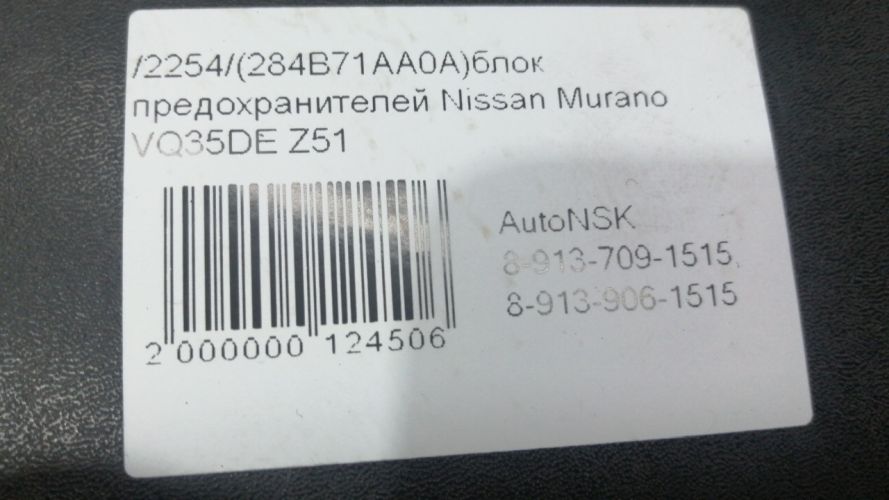 /2254/(284B71AA0A)блок
предохранителей Nissan Murano
VQ35DE Z51
AutoNSK
8-913-709-1515,
8-913-906-1515
2 000000 124506